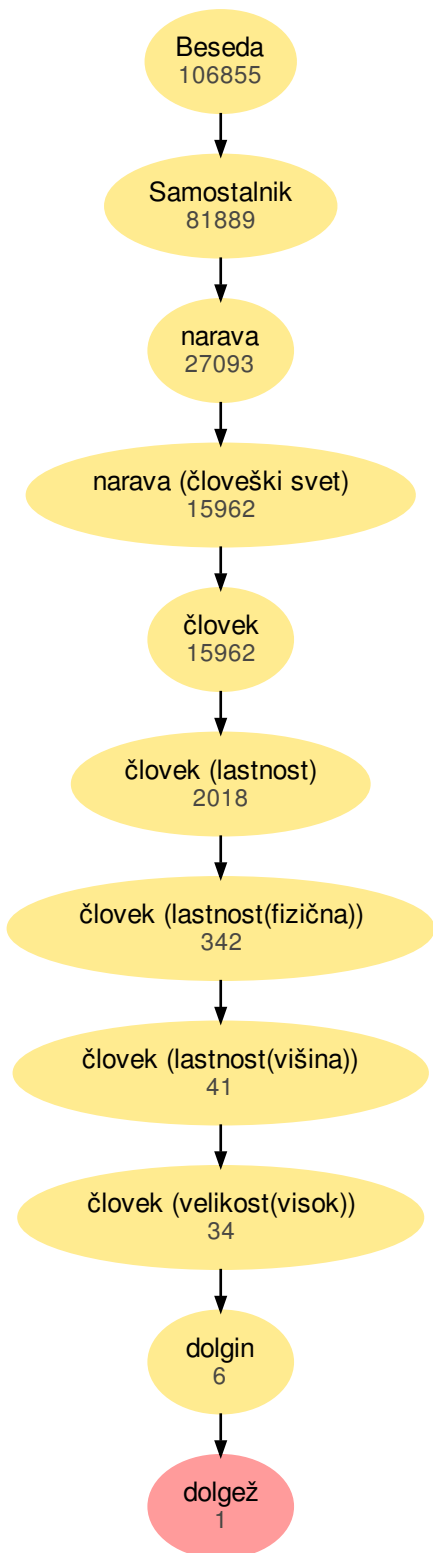 Beseda
106855
Samostalnik
81889
narava
27093
narava (človeški svet)
15962
človek
15962
človek (lastnost)
2018
človek (lastnost(fizična))
342
človek (lastnost(višina))
41
človek (velikost(visok))
34
dolgin
6
dolgež
1